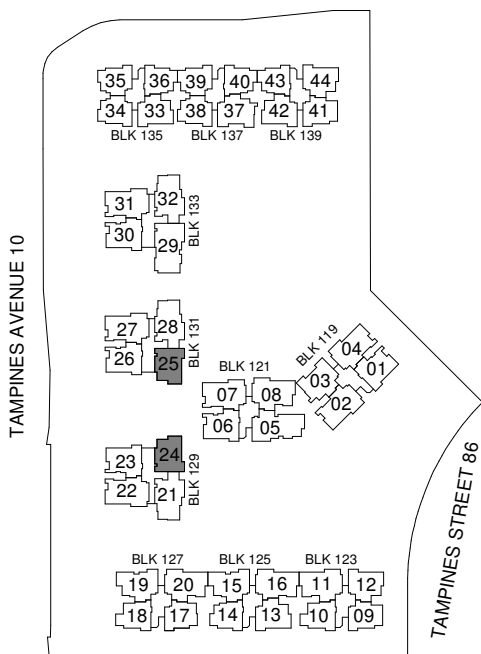 35 36 39 40 43 44
34 33 38 37 42 41
BLK 135 BLK 137 BLK 139
31 32
30 29
BLK 133
TAMPINES AVENUE 10
27 28
26 25
BLK 131
BLK 119
04
03 01
02
BLK 121
07 08
06 05
23 24
22 21
BLK 129
TAMPINES STREET 86
BLK 127 BLK 125 BLK 123
19 20 15 16 11 12
18 17 14 13 10 09